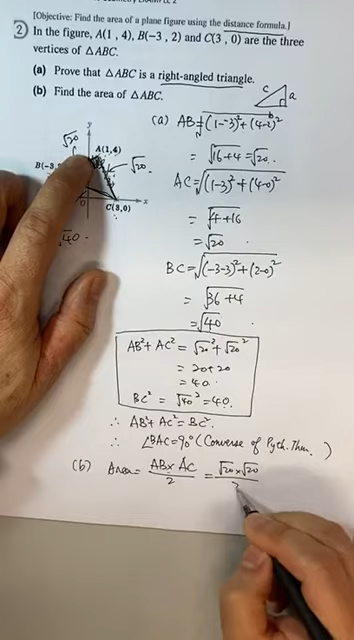 [Objective: Find the area of a plane figure using the distance formula.]
2 In the figure, A(1 , 4), B(−3 , 2) and C(3 , 0) are the three
vertices of △ABC.
(a) Prove that △ABC is a right-angled triangle.
(b) Find the area of △ABC.
c a
b
(a) AB = √(1−−3)²+(4−2)²
= √16+4 = √20.
AC = √(1−3)²+(4−0)²
= √4+16
= √20
BC = √(−3−3)²+(2−0)²
= √36+4
= √40
y
√20
A(1,4)
√20
B(−3,
O
x
C(3,0)
√40
AB²+AC² = √20²+√20²
= 20+20
= 40.
BC² = √40² = 40.
∴ AB²+AC² = BC².
∴ ∠BAC = 90° (Converse of Pyth. Thm. )
(b) Area = AB×AC/2 = √20×√20/2